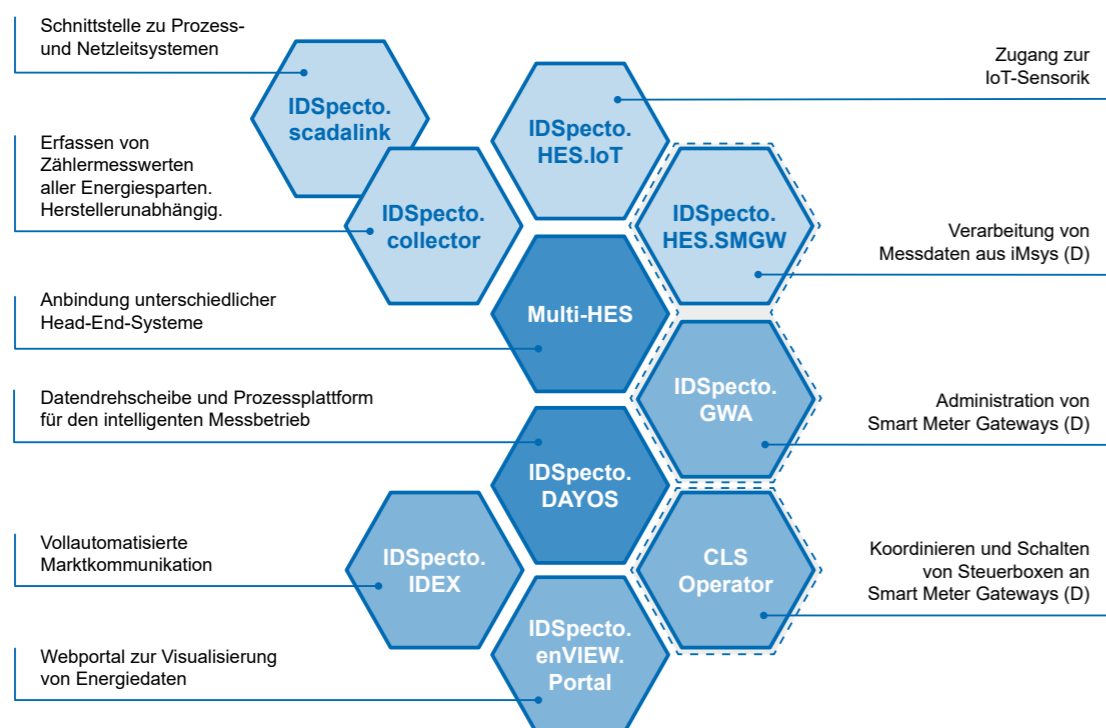 Schnittstelle zu Prozess-
und Netzleitsystemen
Zugang zur
IoT-Sensorik
IDSpecto.
scadalink
IDSpecto.
HES.IoT
Erfassen von
Zählermesswerten
aller Energiesparten.
Herstellerunabhängig.
IDSpecto.
collector
IDSpecto.
HES.SMGW
Verarbeitung von
Messdaten aus iMsys (D)
Anbindung unterschiedlicher
Head-End-Systeme
Multi-HES
Datendrehscheibe und Prozessplattform
für den intelligenten Messbetrieb
IDSpecto.
GWA
Administration von
Smart Meter Gateways (D)
IDSpecto.
DAYOS
Vollautomatisierte
Marktkommunikation
IDSpecto.
IDEX
CLS
Operator
Koordinieren und Schalten
von Steuerboxen an
Smart Meter Gateways (D)
Webportal zur Visualisierung
von Energiedaten
IDSpecto.
enVIEW.
Portal